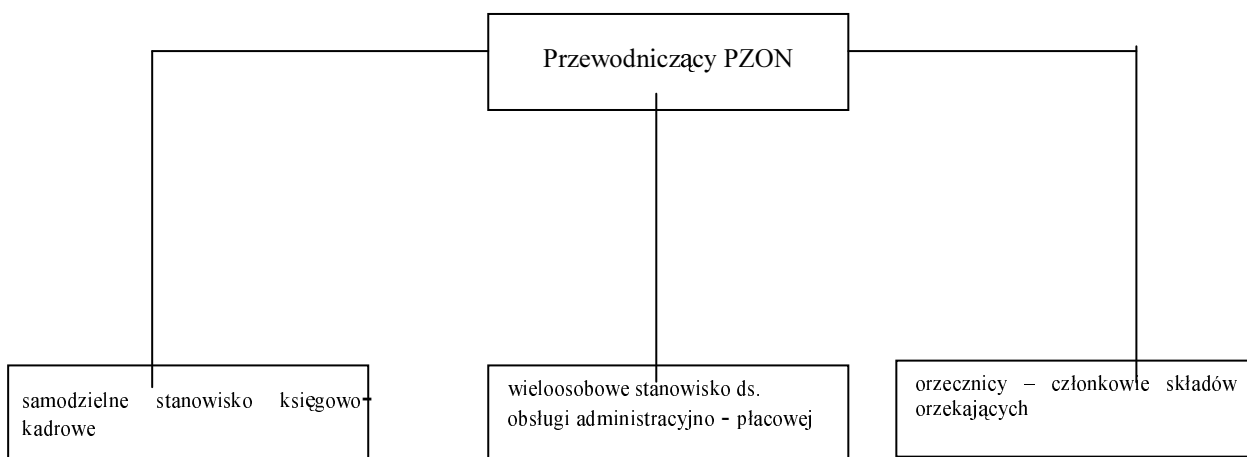 Przewodniczący PZON
samodzielne stanowisko księgowo-
kadrowe
wieloosobowe stanowisko ds.
obsługi administracyjno - płacowej
orzecznicy – członkowie składów
orzekających